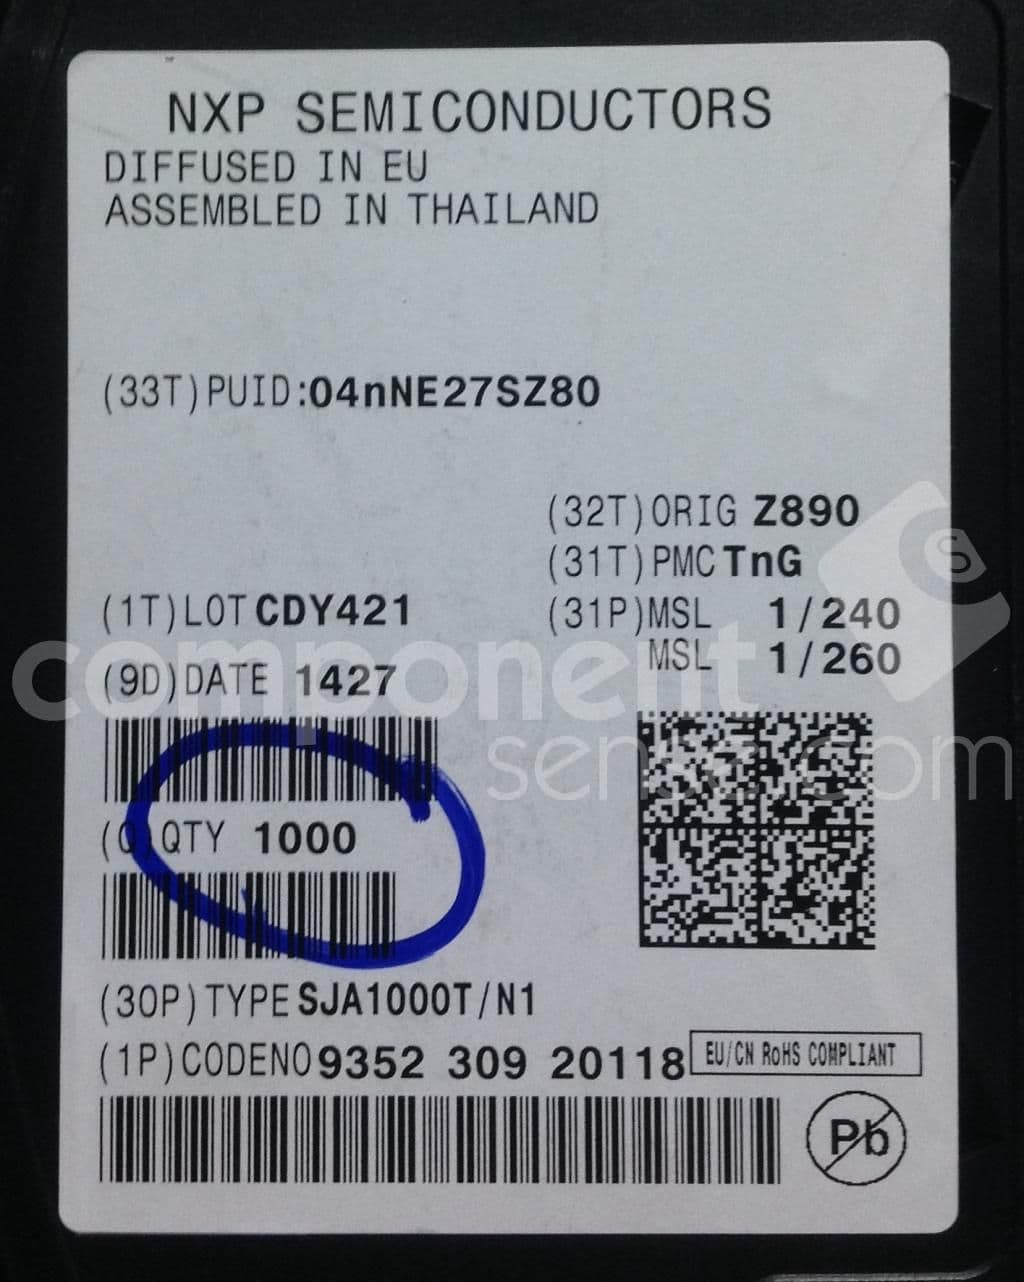 NXP SEMICONDUCTORS
DIFFUSED IN EU
ASSEMBLED IN THAILAND
(33T)PUID:04nNE27SZ80
(32T)ORIG Z890
(31T)PMC TnG
(1T)LOT CDY421
(31P)MSL 1/240
MSL 1/260
(9D)DATE 1427
component
sense.com
(Q)QTY 1000
(30P)TYPE SJA1000T/N1
(1P)CODENO 9352 309 20118
EU/CN RoHS COMPLIANT
Pb